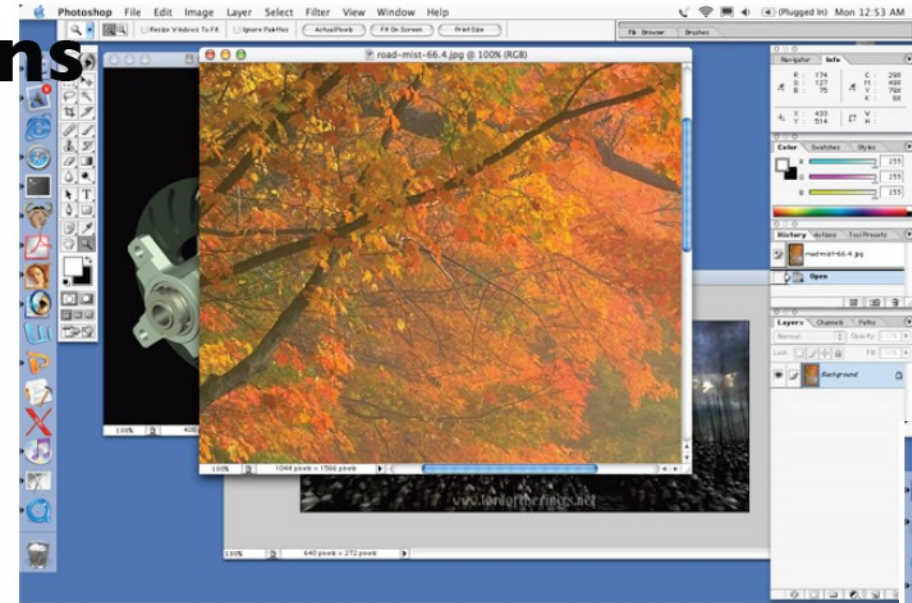 Photoshop File Edit Image Layer Select Filter View Window Help (Plugged in) Mon 12:53 AM
Resize Windows To Fit Ignore Palettes Actual Pixels Fit On Screen Print Size File Browser Brushes
ns
road-mist-66.4.jpg @ 100% (RGB)
Navigator Info
R: 174
G: 127
B: 75
X: 433
Y: 514
W:
H:
Color Swatches Styles
R 255
G 255
B 255
History Actions Tool Presets
road-mist-66.4.jpg
Open
Layers Channels Paths
Normal Opacity:
Lock: Fill:
Background
100% 1044 pixels x 1566 pixels
100% 400
www.lordoftherings.net
100% 640 pixels x 272 pixels